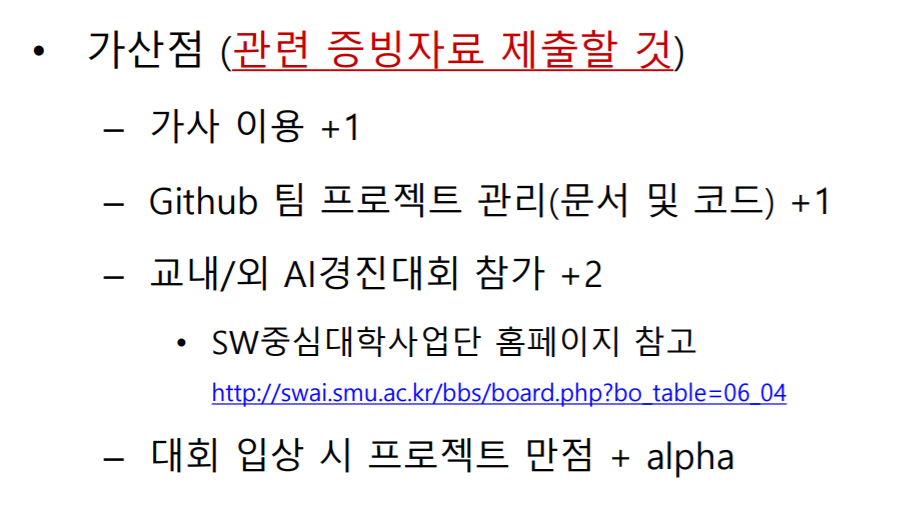 • 가산점 (관련 증빙자료 제출할 것)
– 가사 이용 +1
– Github 팀 프로젝트 관리(문서 및 코드) +1
– 교내/외 AI경진대회 참가 +2
• SW중심대학사업단 홈페이지 참고
http://swai.smu.ac.kr/bbs/board.php?bo_table=06_04
– 대회 입상 시 프로젝트 만점 + alpha